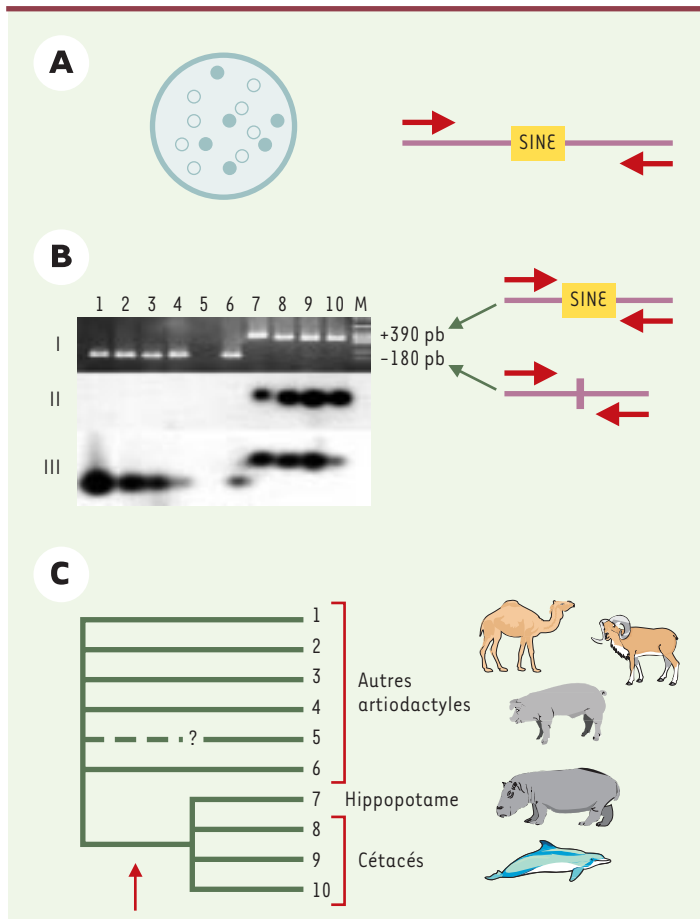 A
SINE
B
1 2 3 4 5 6 7 8 9 10 M
I
+390 pb
-180 pb
SINE
II
III
C
1
2
3
4
? 5
6
Autres
artiodactyles
7 Hippopotame
8
9
10
Cétacés